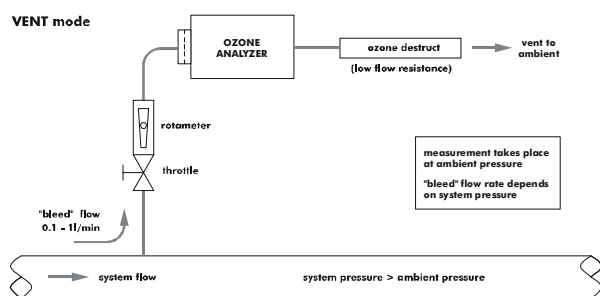 VENT mode
OZONE
ANALYZER
ozone destruct
(low flow resistance)
vent to
ambient
rotameter
throttle
measurement takes place
at ambient pressure
"bleed" flow rate depends
on system pressure
"bleed" flow
0.1 - 1l/min
system flow
system pressure > ambient pressure